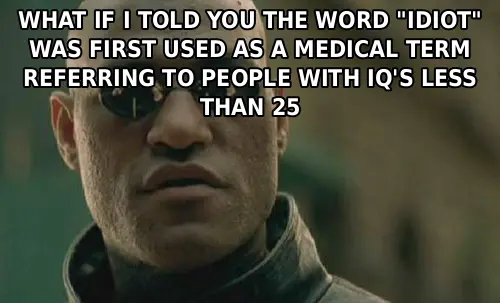 WHAT IF I TOLD YOU THE WORD "IDIOT"
WAS FIRST USED AS A MEDICAL TERM
REFERRING TO PEOPLE WITH IQ'S LESS
THAN 25